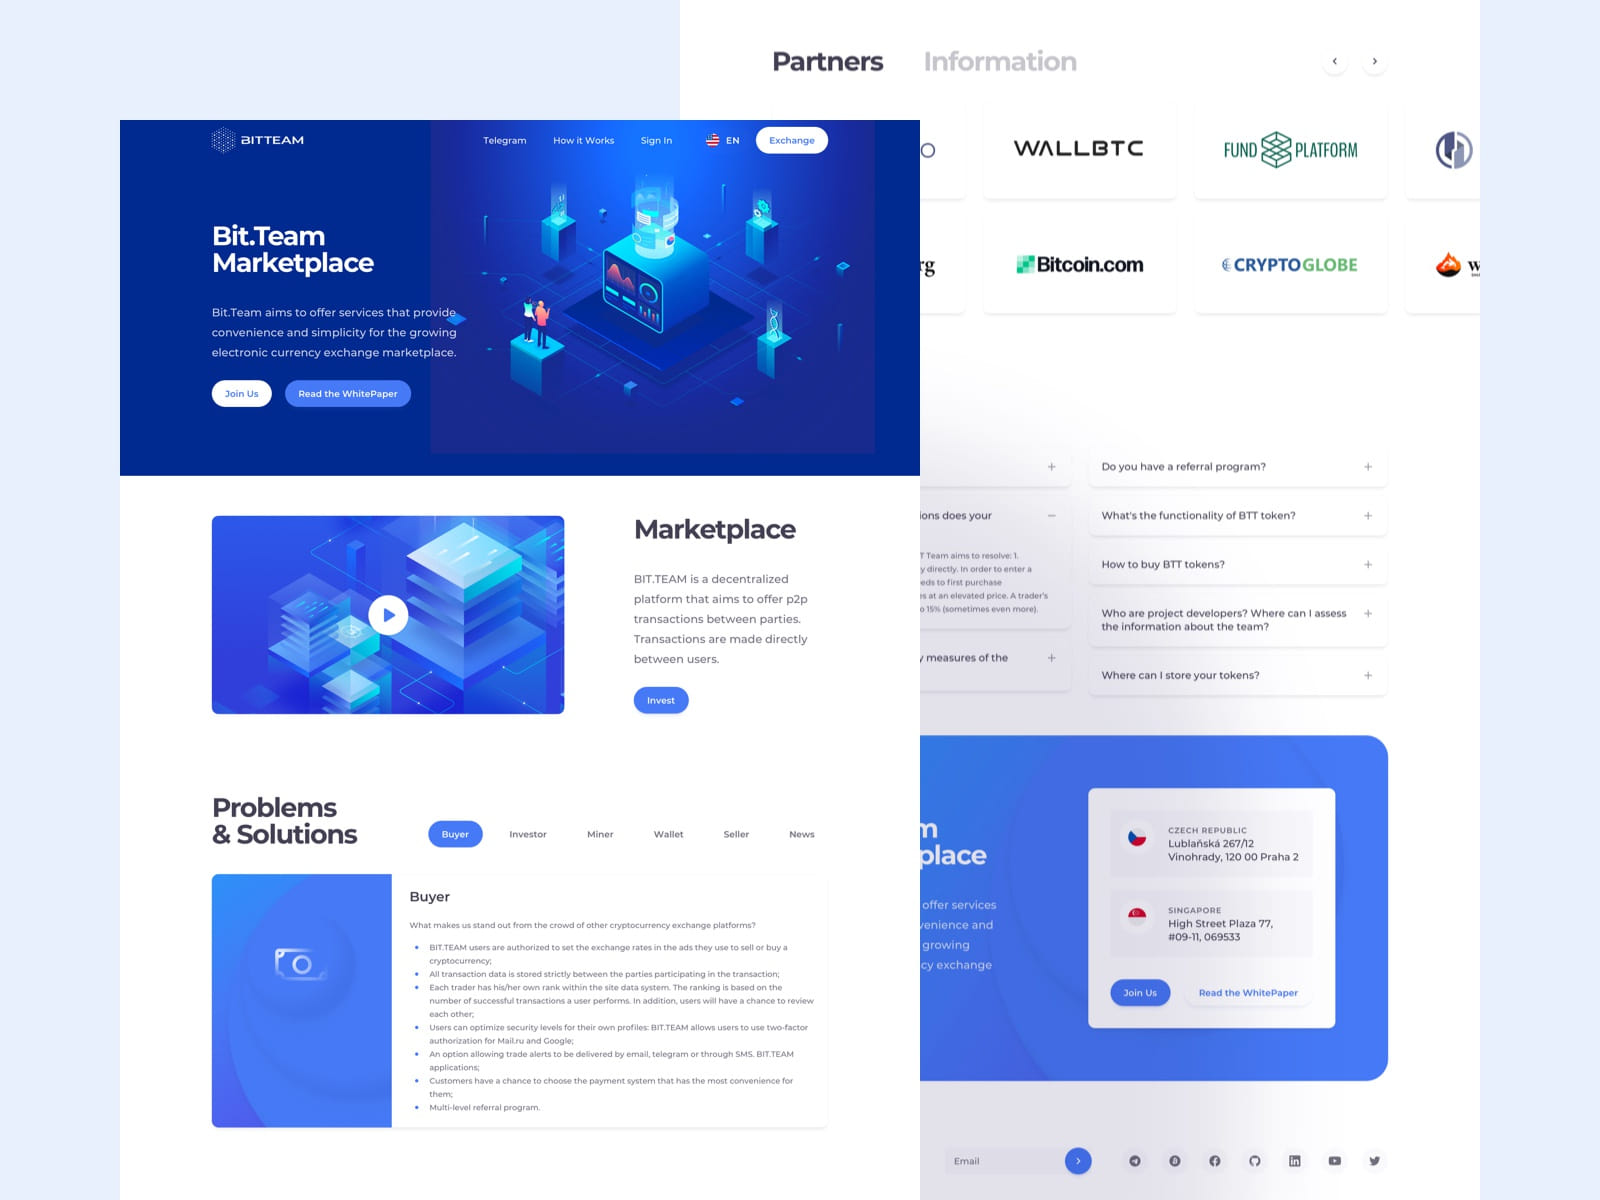 Partners
Information
WALLBTC
FUND PLATFORM
Bitcoin.com
CRYPTOGLOBE
BITTEAM
Telegram
How it Works
Sign In
EN
Exchange
Bit.Team
Marketplace
Bit.Team aims to offer services that provide
convenience and simplicity for the growing
electronic currency exchange marketplace.
Join Us
Read the WhitePaper
Marketplace
BIT.TEAM is a decentralized
platform that aims to offer p2p
transactions between parties.
Transactions are made directly
between users.
Invest
Problems
& Solutions
Buyer
Investor
Miner
Wallet
Seller
News
Buyer
What makes us stand out from the crowd of other cryptocurrency exchange platforms?
BIT.TEAM users are authorized to set the exchange rates in the ads they use to sell or buy a
cryptocurrency;
All transaction data is stored strictly between the parties participating in the transaction;
Each trader has his/her own rank within the site data system. The ranking is based on the
number of successful transactions a user performs. In addition, users will have a chance to review
each other;
Users can optimize security levels for their own profiles: BIT.TEAM allows users to use two-factor
authorization for Mail.ru and Google;
An option allowing trade alerts to be delivered by email, telegram or through SMS. BIT.TEAM
applications;
Customers have a chance to choose the payment system that has the most convenience for
them;
Multi-level referral program.
does your
Team aims to resolve: 1.
directly. In order to enter a
to first purchase
at an elevated price. A trader's
15% (sometimes even more).
measures of the
Do you have a referral program?
What's the functionality of BTT token?
How to buy BTT tokens?
Who are project developers? Where can I assess
the information about the team?
Where can I store your tokens?
offer services
and
growing
exchange
CZECH REPUBLIC
Lublaňská 267/12
Vinohrady, 120 00 Praha 2
SINGAPORE
High Street Plaza 77,
#09-11, 069533
Join Us
Read the WhitePaper
Email